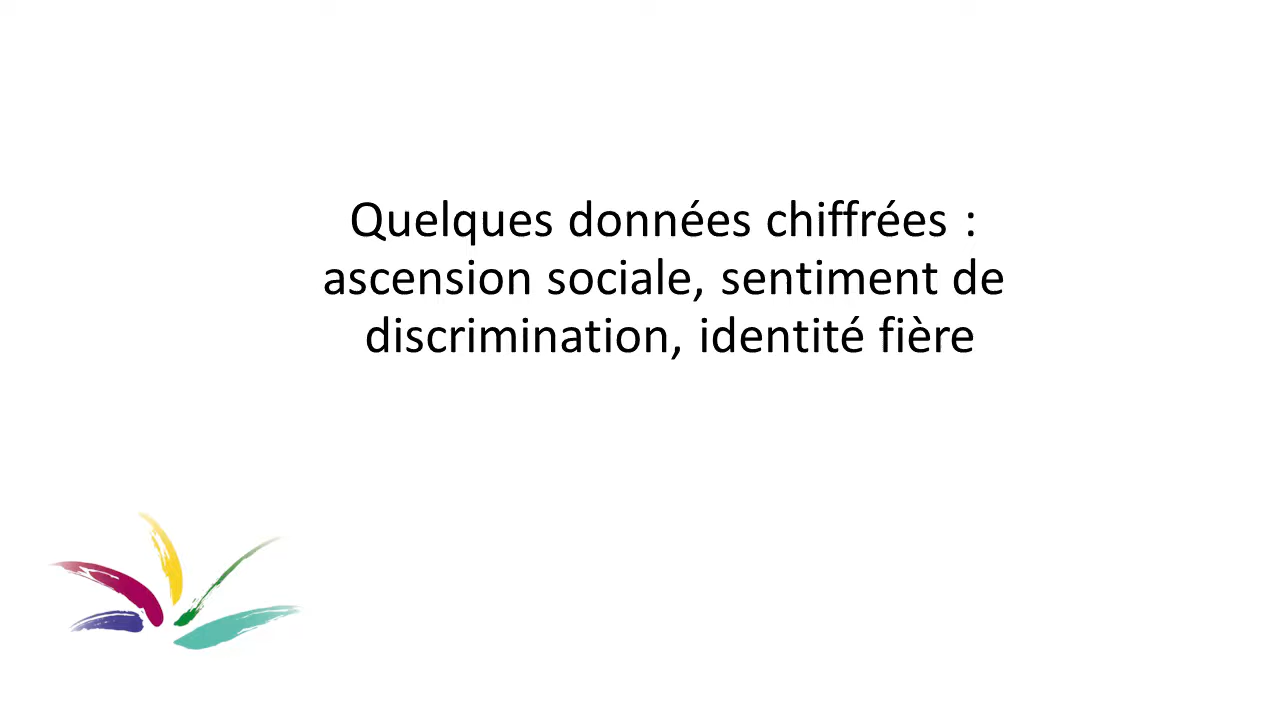 Quelques données chiffrées :
ascension sociale, sentiment de
discrimination, identité fière